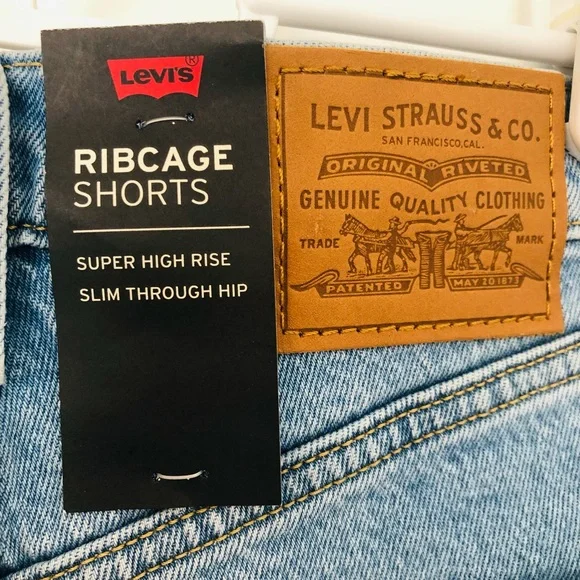 LEVI'S®
RIBCAGE
SHORTS
SUPER HIGH RISE
SLIM THROUGH HIP
LEVI STRAUSS & CO.
SAN FRANCISCO, CAL.
ORIGINAL RIVETED
GENUINE QUALITY CLOTHING
TRADE MARK
PATENTED MAY 20 1873